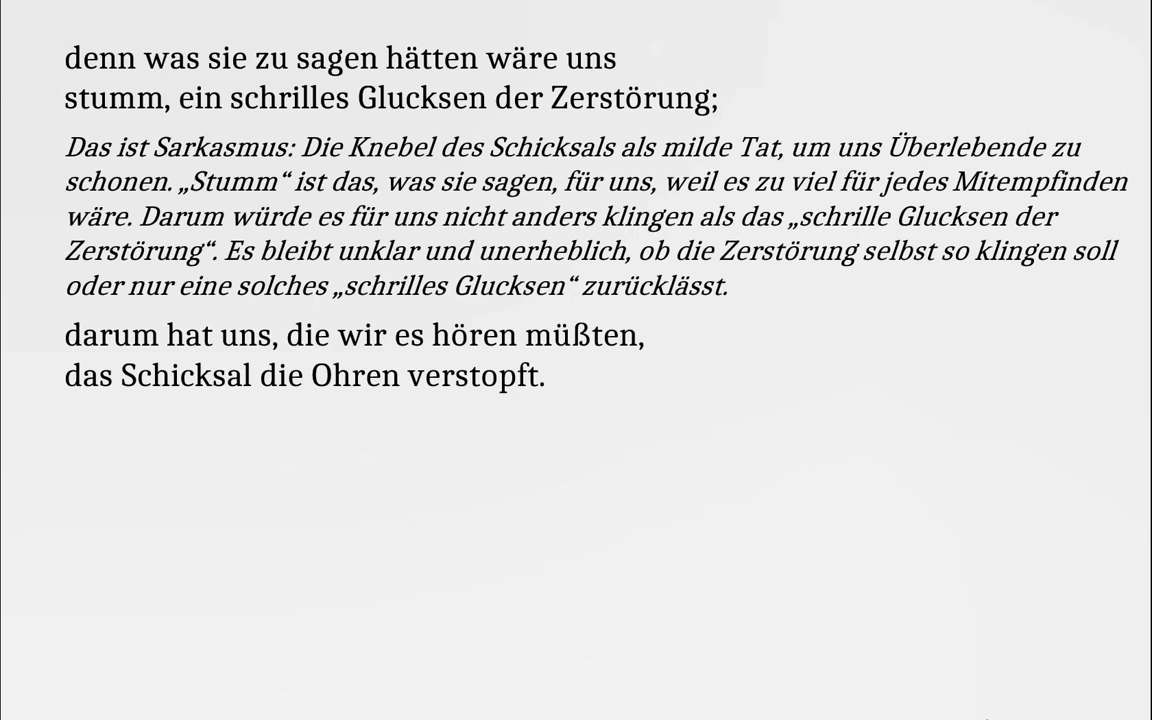 denn was sie zu sagen hätten wäre uns
stumm, ein schrilles Glucksen der Zerstörung;
Das ist Sarkasmus: Die Knebel des Schicksals als milde Tat, um uns Überlebende zu
schonen. „Stumm“ ist das, was sie sagen, für uns, weil es zu viel für jedes Mitempfinden
wäre. Darum würde es für uns nicht anders klingen als das „schrille Glucksen der
Zerstörung“. Es bleibt unklar und unerheblich, ob die Zerstörung selbst so klingen soll
oder nur eine solches „schrilles Glucksen“ zurücklässt.
darum hat uns, die wir es hören müßten,
das Schicksal die Ohren verstopft.